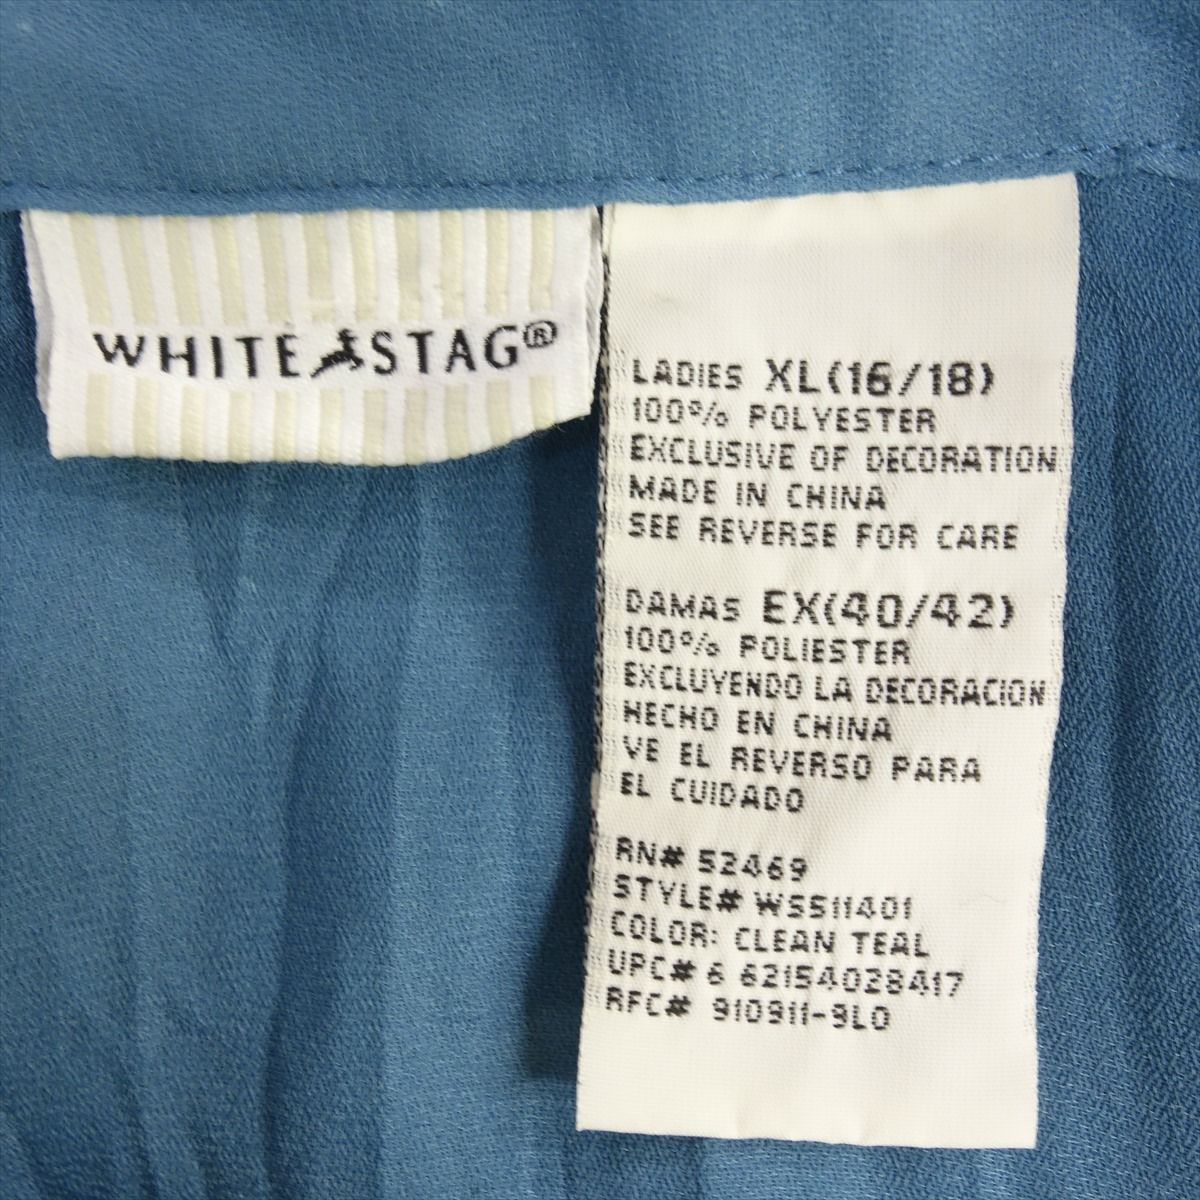 WHITE STAG®
LADIES XL(16/18)
100% POLYESTER
EXCLUSIVE OF DECORATION
MADE IN CHINA
SEE REVERSE FOR CARE
DAMAS EX(40/42)
100% POLIESTER
EXCLUYENDO LA DECORACION
HECHO EN CHINA
VE EL REVERSO PARA
EL CUIDADO
RN# 52469
STYLE# WS511401
COLOR: CLEAN TEAL
UPC# 6 62154028417
RFC# 910911-9L0